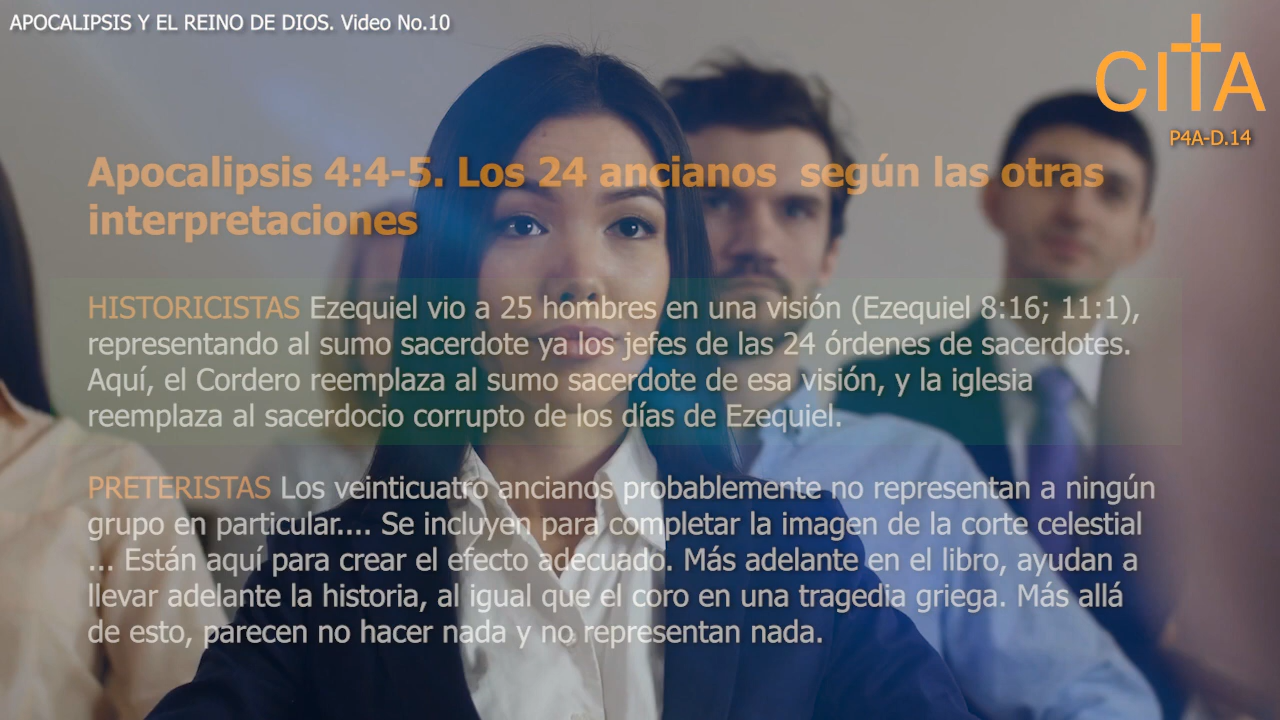 APOCALIPSIS Y EL REINO DE DIOS. Video No.10
CITA
P4A-D.14
Apocalipsis 4:4-5. Los 24 ancianos  según las otras
interpretaciones
HISTORICISTAS Ezequiel vio a 25 hombres en una visión (Ezequiel 8:16; 11:1),
representando al sumo sacerdote ya los jefes de las 24 órdenes de sacerdotes.
Aquí, el Cordero reemplaza al sumo sacerdote de esa visión, y la iglesia
reemplaza al sacerdocio corrupto de los días de Ezequiel.
PRETERISTAS Los veinticuatro ancianos probablemente no representan a ningún
grupo en particular.... Se incluyen para completar la imagen de la corte celestial
... Están aquí para crear el efecto adecuado. Más adelante en el libro, ayudan a
llevar adelante la historia, al igual que el coro en una tragedia griega. Más allá
de esto, parecen no hacer nada y no representan nada.